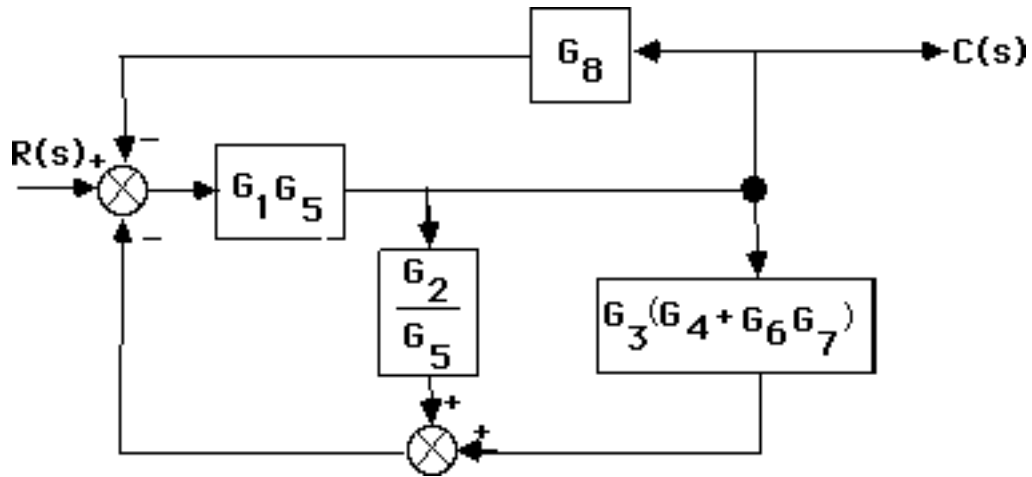 G8
C(s)
−
R(s)
+
G1G5
−
G2
G5
G3(G4+G6G7)
+
+